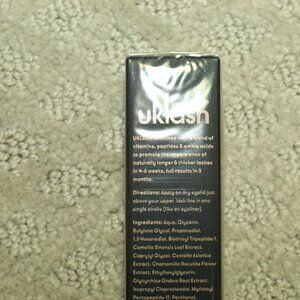 uklash
UKLASH is infused with a blend of
vitamins, peptides & amino acids
to promote the appearance of
naturally longer & thicker lashes
in 4-6 weeks, full results in 3
months.
Directions: Apply on dry eyelid just
above your upper lash line in one
single stroke (like an eyeliner).
Ingredients: Aqua, Glycerin,
Butylene Glycol, Propanediol,
1,2-Hexanediol, Biotinoyl Tripeptide-1,
Camellia Sinensis Leaf Extract,
Caprylyl Glycol, Centella Asiatica
Extract, Chamomilla Recutita Flower
Extract, Ethylhexylglycerin,
Glycyrrhiza Glabra Root Extract,
Isopropyl Cloprostenate, Myristoyl
Pentapeptide-17, Panthenol,